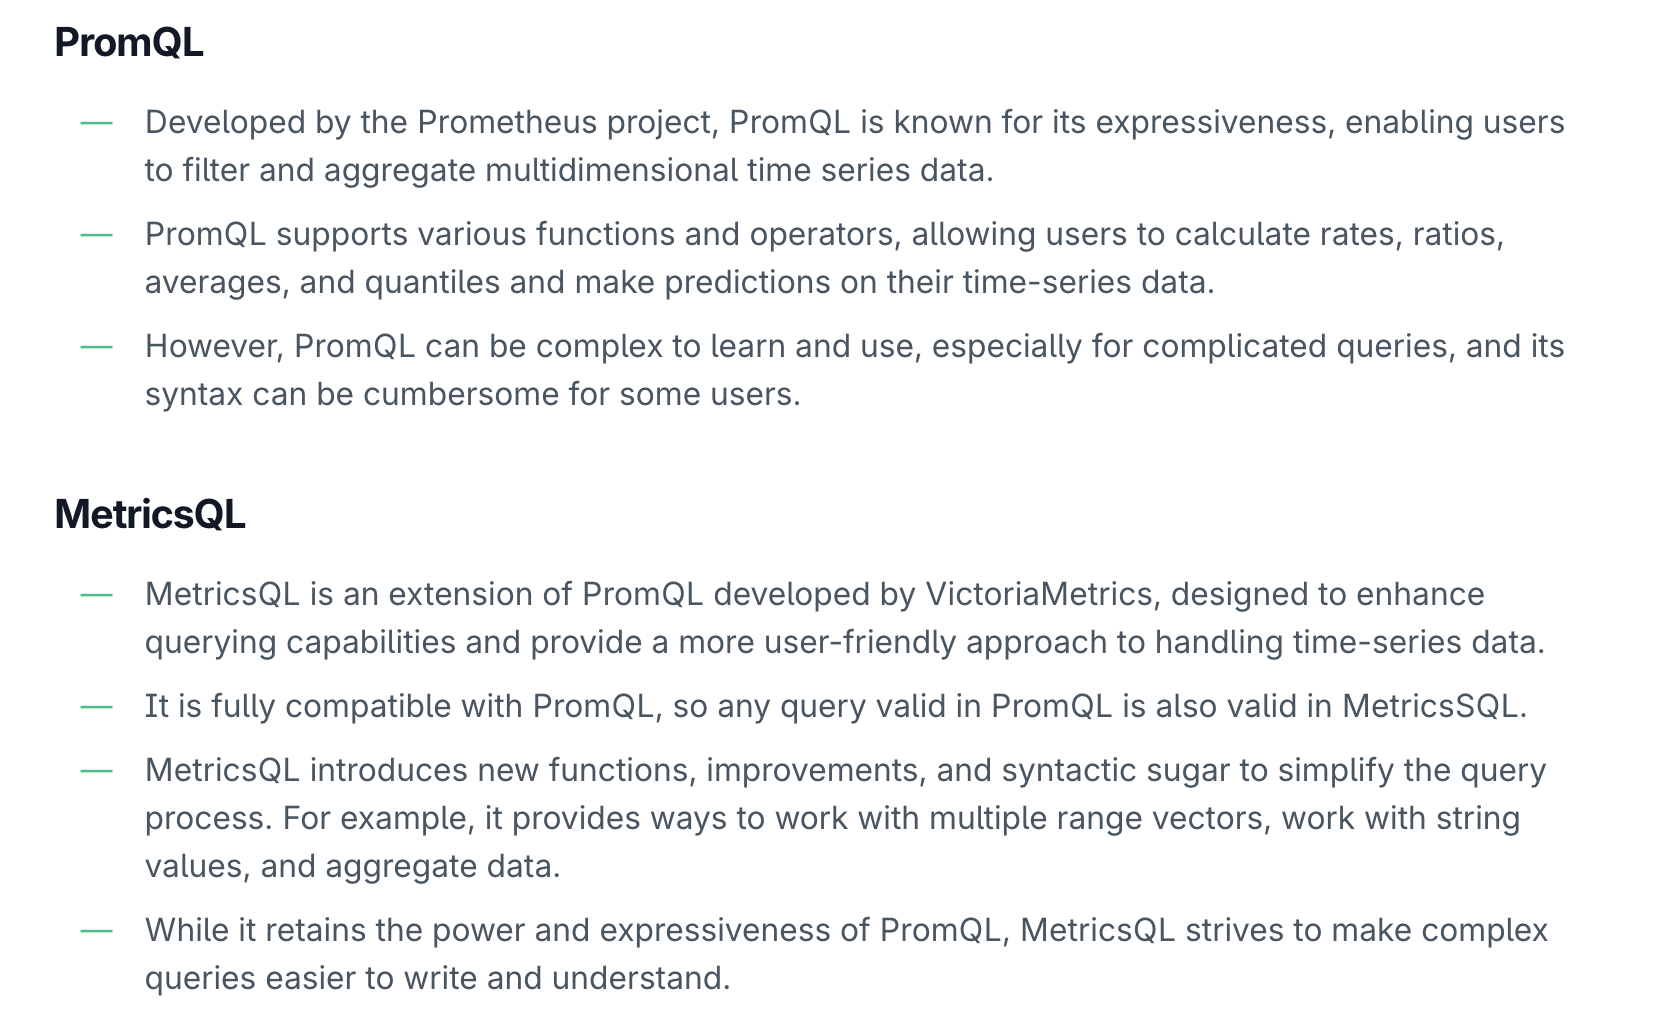 PromQL
— Developed by the Prometheus project, PromQL is known for its expressiveness, enabling users
to filter and aggregate multidimensional time series data.
— PromQL supports various functions and operators, allowing users to calculate rates, ratios,
averages, and quantiles and make predictions on their time-series data.
— However, PromQL can be complex to learn and use, especially for complicated queries, and its
syntax can be cumbersome for some users.
MetricsQL
— MetricsQL is an extension of PromQL developed by VictoriaMetrics, designed to enhance
querying capabilities and provide a more user-friendly approach to handling time-series data.
— It is fully compatible with PromQL, so any query valid in PromQL is also valid in MetricsSQL.
— MetricsQL introduces new functions, improvements, and syntactic sugar to simplify the query
process. For example, it provides ways to work with multiple range vectors, work with string
values, and aggregate data.
— While it retains the power and expressiveness of PromQL, MetricsQL strives to make complex
queries easier to write and understand.